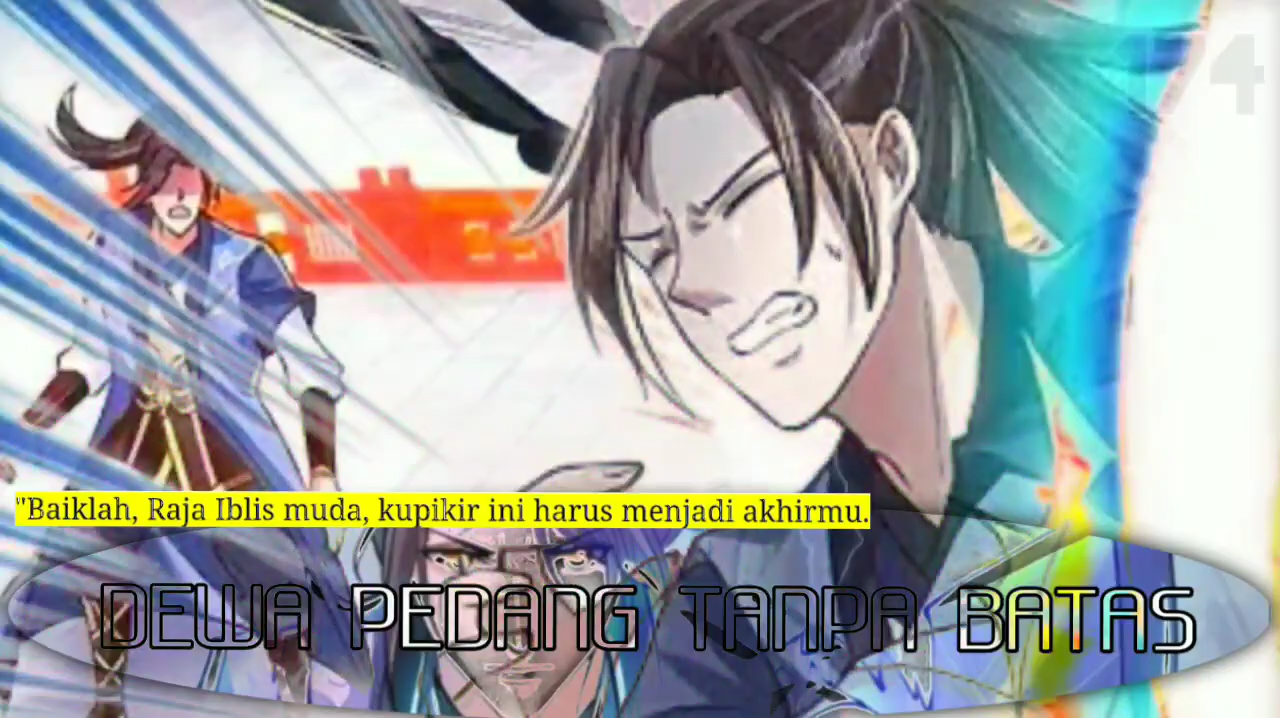 "Baiklah, Raja Iblis muda, kupikir ini harus menjadi akhirmu.
DEWA PEDANG TANPA BATAS